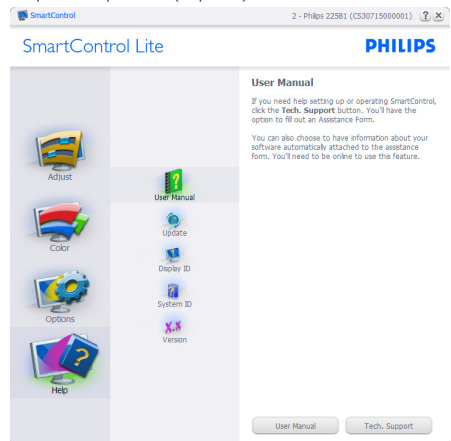 SmartControl
2 - Philips 225B1 (CS30715000001)
? X
SmartControl Lite
PHILIPS
Adjust
Color
Options
Help
User Manual
Update
Display ID
System ID
X.X
Version
User Manual
If you need help setting up or operating SmartControl,
click the Tech. Support button. You'll have the
option to fill out an Assistance Form.
You can also choose to have information about your
software automatically attached to the assistance
form. You'll need to be online to use this feature.
User Manual
Tech. Support